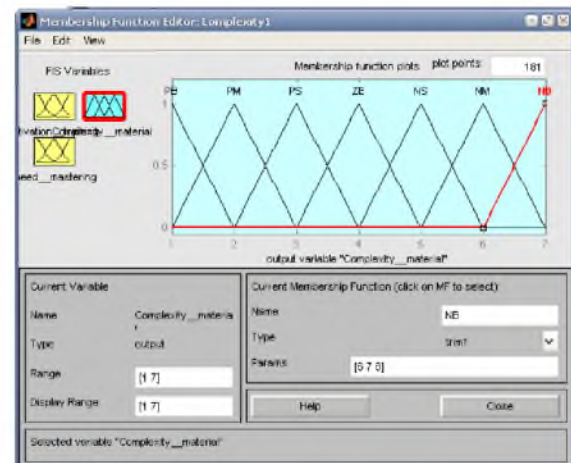 Membership Function Editor: Complexity1
File Edit View
FIS Variables
Membership function plots plot points: 181
PB PM PS ZE NS NM NB
1
0.5
0
1 2 3 4 5 6 7
output variable "Complexity__material"
need__mastering
Current Variable
Name Complexity__materia
l
Type output
Range [1 7]
Display Range [1 7]
Current Membership Function (click on MF to select)
Name NB
Type trimf
Params [6 7 8]
Help Close
Selected variable "Complexity__material"